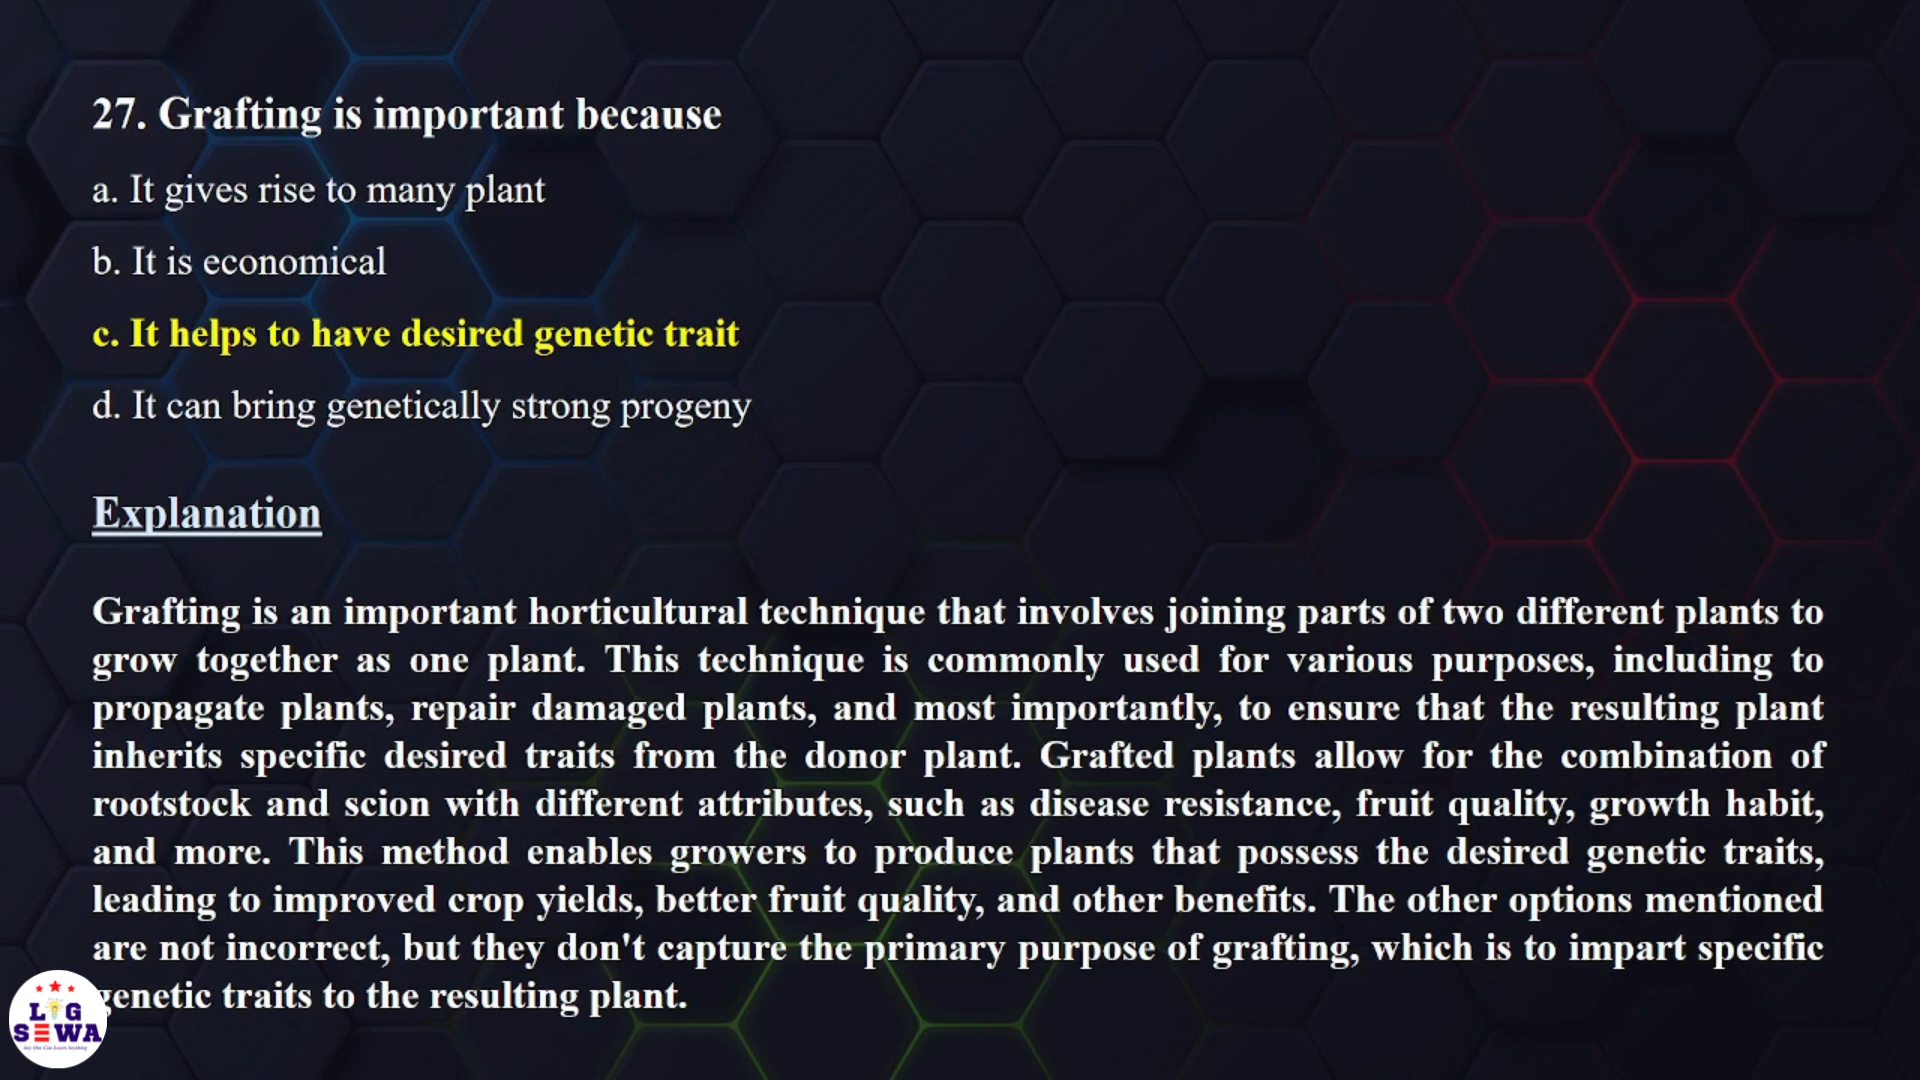 27. Grafting is important because
a. It gives rise to many plant
b. It is economical
c. It helps to have desired genetic trait
d. It can bring genetically strong progeny
Explanation
Grafting is an important horticultural technique that involves joining parts of two different plants to
grow together as one plant. This technique is commonly used for various purposes, including to
propagate plants, repair damaged plants, and most importantly, to ensure that the resulting plant
inherits specific desired traits from the donor plant. Grafted plants allow for the combination of
rootstock and scion with different attributes, such as disease resistance, fruit quality, growth habit,
and more. This method enables growers to produce plants that possess the desired genetic traits,
leading to improved crop yields, better fruit quality, and other benefits. The other options mentioned
are not incorrect, but they don't capture the primary purpose of grafting, which is to impart specific
genetic traits to the resulting plant.
L G
SEWA
Any One Can Learn Anything